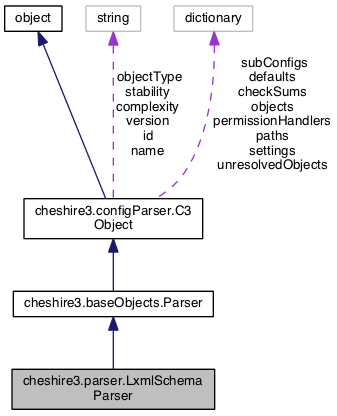 object
string
dictionary
objectType
stability
complexity
version
id
name
subConfigs
defaults
checkSums
objects
permissionHandlers
paths
settings
unresolvedObjects
cheshire3.configParser.C3
Object
cheshire3.baseObjects.Parser
cheshire3.parser.LxmlSchema
Parser